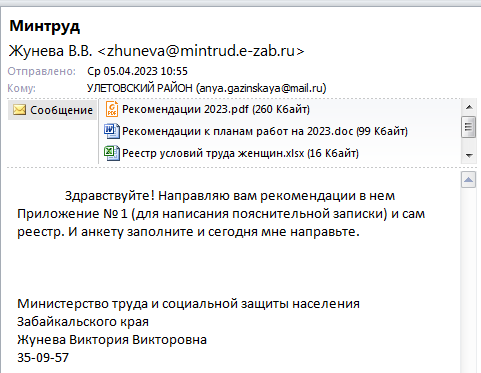 Минтруд
Жунева В.В. <zhuneva@mintrud.e-zab.ru>
Отправлено: Ср 05.04.2023 10:55
Кому: УЛЕТОВСКИЙ РАЙОН (anya.gazinskaya@mail.ru)
Сообщение
Рекомендации 2023.pdf (260 Кбайт)
Рекомендации к планам работ на 2023.doc (99 Кбайт)
Реестр условий труда женщин.xlsx (16 Кбайт)
Здравствуйте! Направляю вам рекомендации в нем
Приложение №1 (для написания пояснительной записки) и сам
реестр. И анкету заполните и сегодня мне направьте.
Министерство труда и социальной защиты населения
Забайкальского края
Жунева Виктория Викторовна
35-09-57